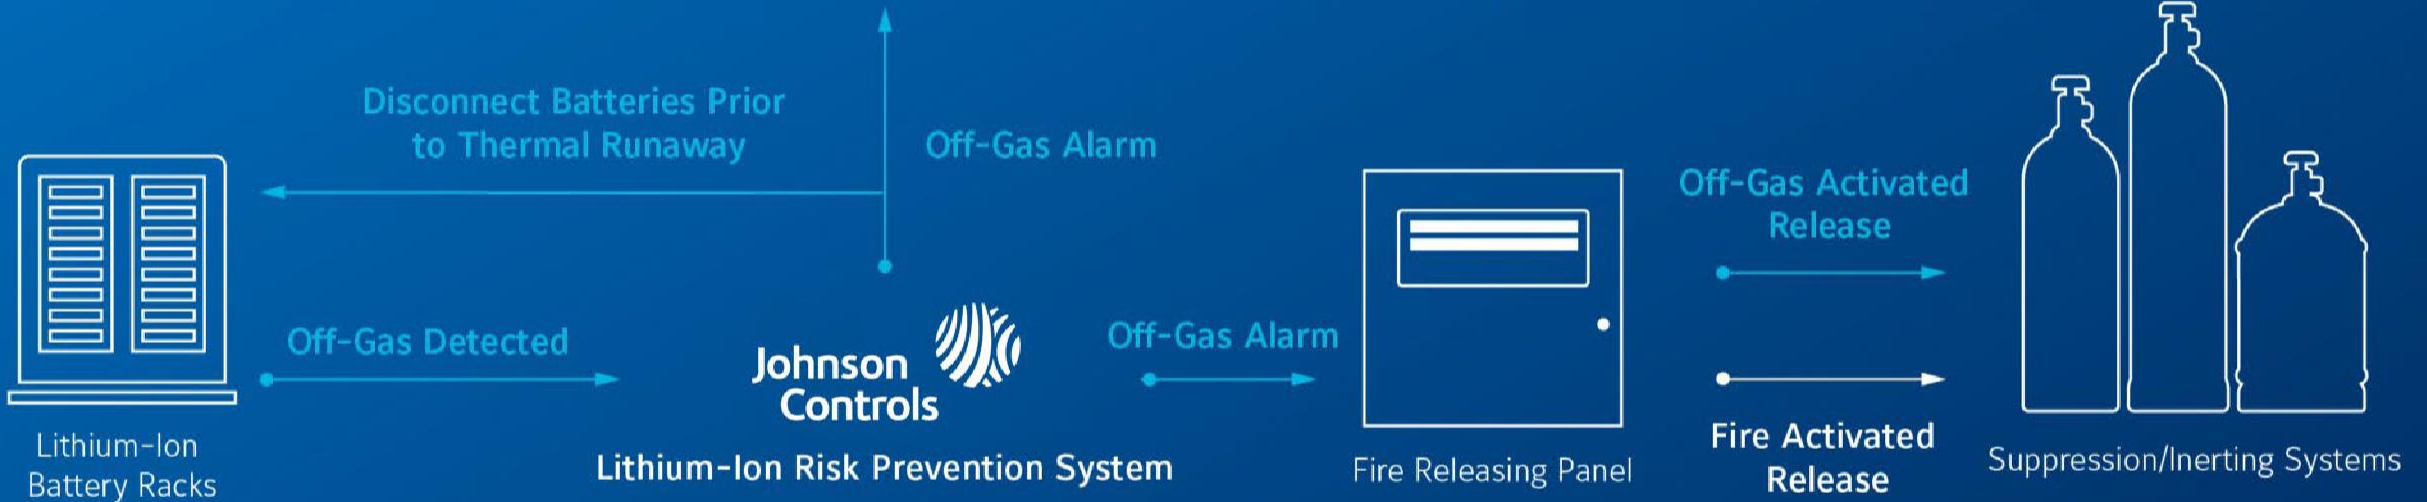 Disconnect Batteries Prior
to Thermal Runaway
Off-Gas Alarm
Off-Gas Activated
Release
Off-Gas Detected
Johnson
Controls
Off-Gas Alarm
Lithium-Ion
Battery Racks
Lithium-Ion Risk Prevention System
Fire Releasing Panel
Fire Activated
Release
Suppression/Inerting Systems